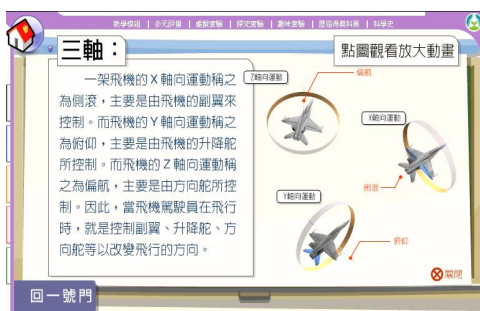 教學模組 | 多元評量 | 虛擬實驗 | 探究實驗 | 趣味實驗 | 歷屆得獎科展 | 科學史
三軸：
點圖觀看放大動畫
一架飛機的X軸向運動稱之
為側滾，主要是由飛機的副翼來
控制。而飛機的Y軸向運動稱之
為俯仰，主要是由飛機的升降舵
所控制。而飛機的Z軸向運動稱
之為偏航，主要是由方向舵所控
制。因此，當飛機駕駛員在飛行
時，就是控制副翼、升降舵、方
向舵等以改變飛行的方向。
Z軸向運動
偏航
X軸向運動
側滾
Y軸向運動
俯仰
關閉
回一號門